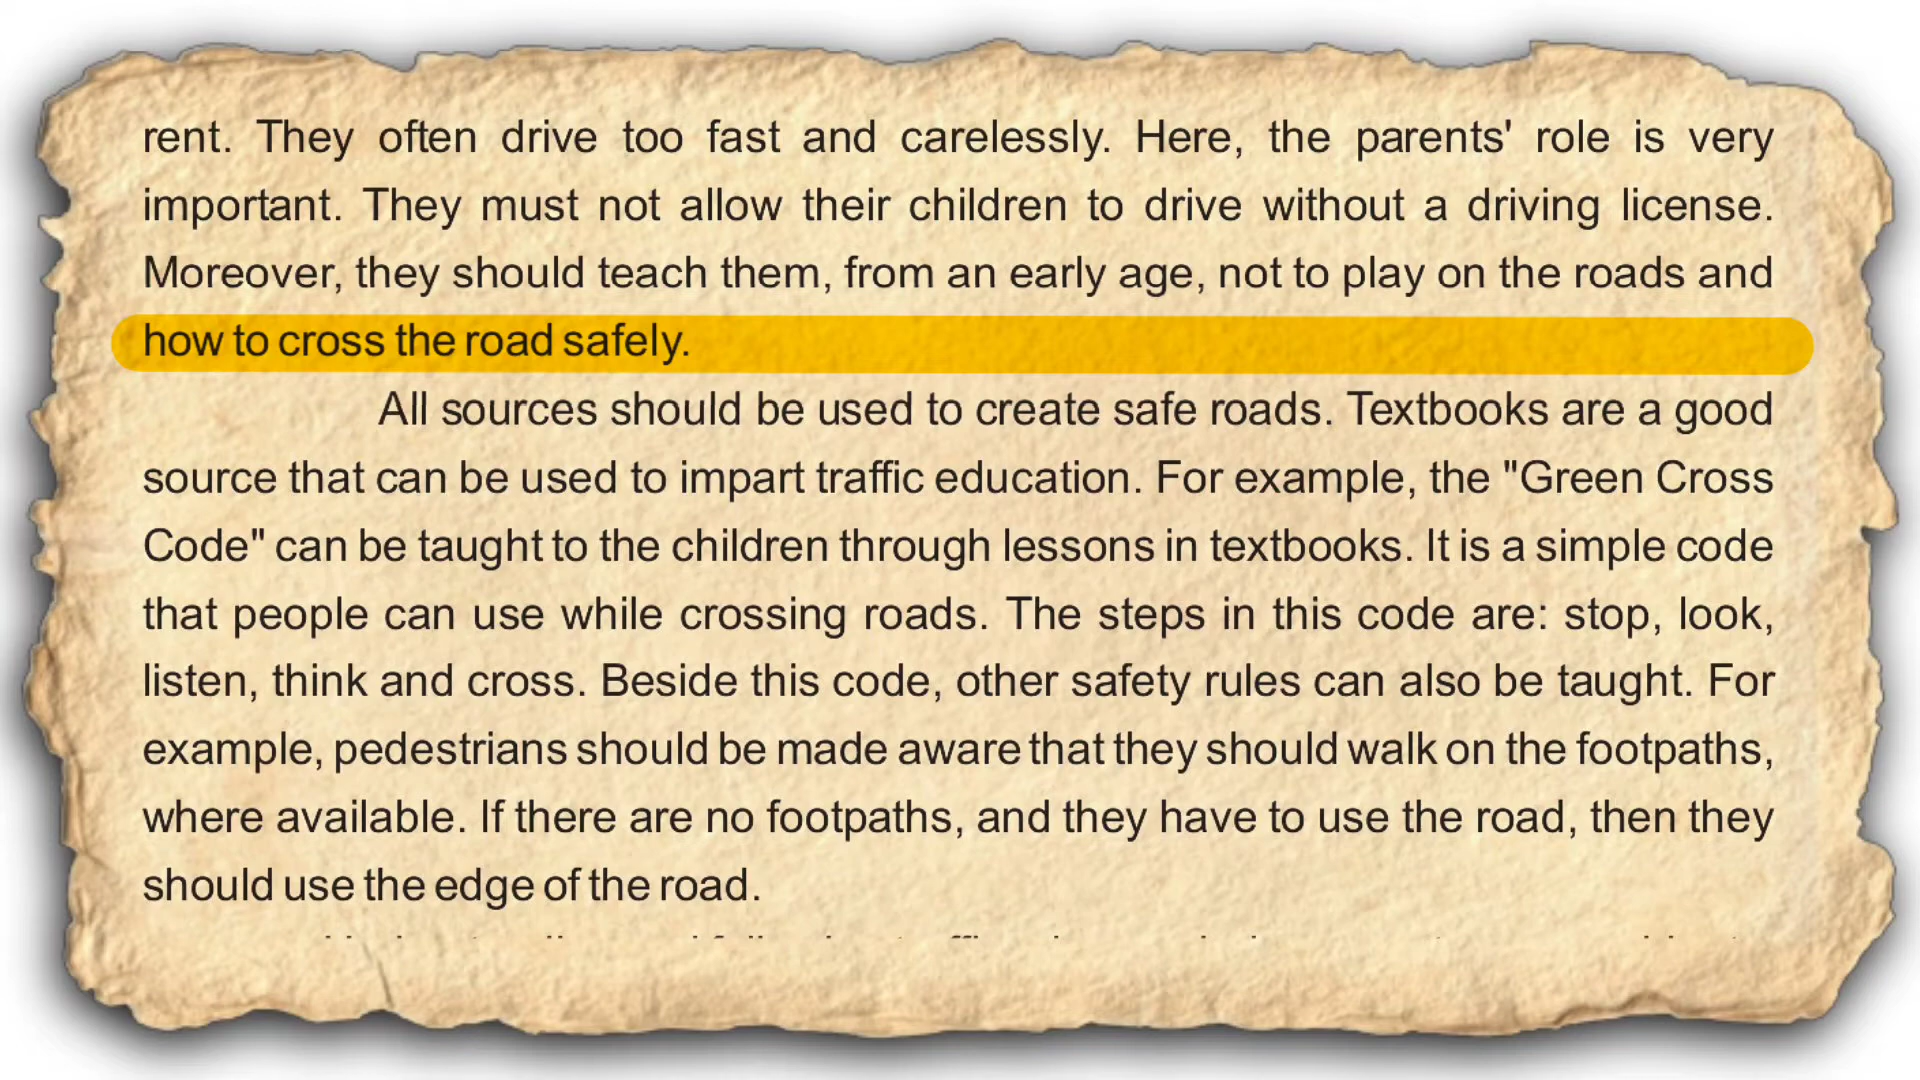 rent. They often drive too fast and carelessly. Here, the parents' role is very
important. They must not allow their children to drive without a driving license.
Moreover, they should teach them, from an early age, not to play on the roads and
how to cross the road safely.
All sources should be used to create safe roads. Textbooks are a good
source that can be used to impart traffic education. For example, the "Green Cross
Code" can be taught to the children through lessons in textbooks. It is a simple code
that people can use while crossing roads. The steps in this code are: stop, look,
listen, think and cross. Beside this code, other safety rules can also be taught. For
example, pedestrians should be made aware that they should walk on the footpaths,
where available. If there are no footpaths, and they have to use the road, then they
should use the edge of the road.